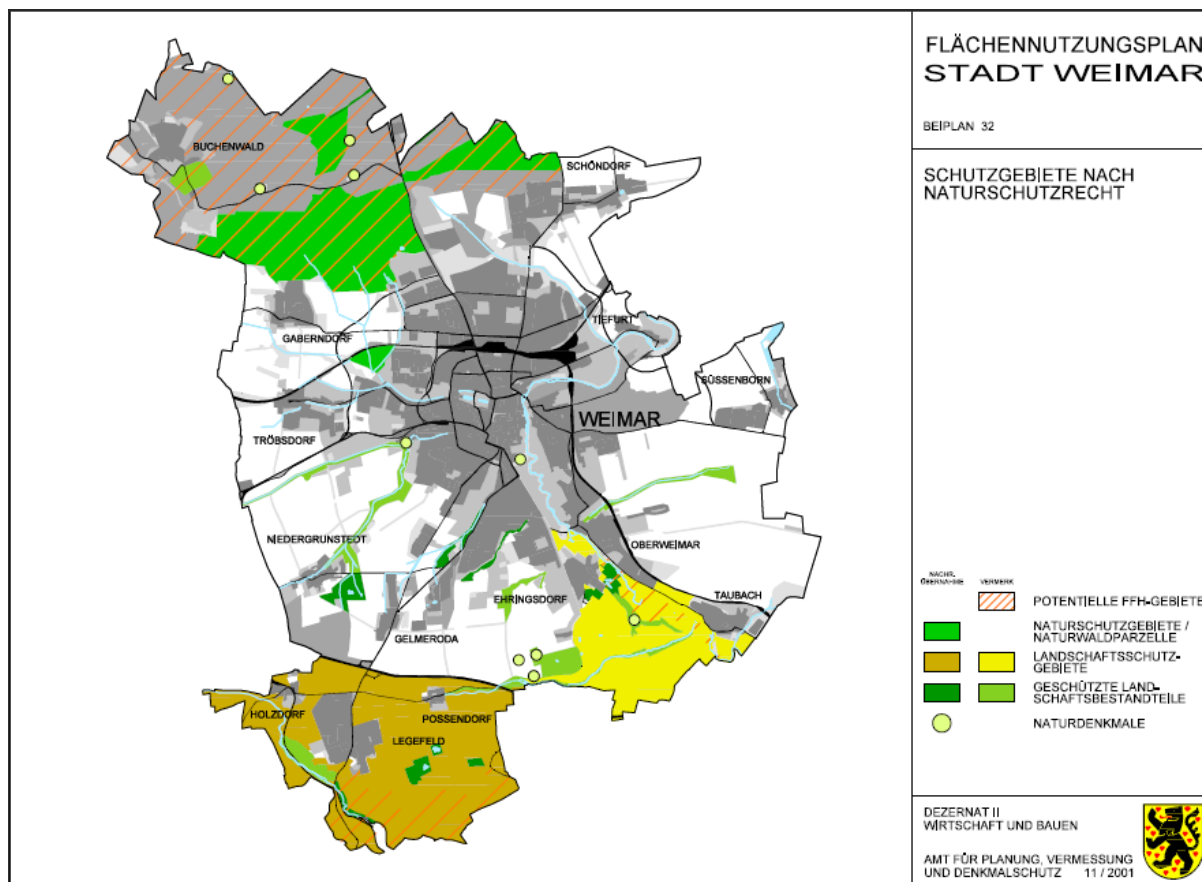 FLÄCHENNUTZUNGSPLAN
STADT WEIMAR
BEIPLAN 32
SCHUTZGEBIETE NACH
NATURSCHUTZRECHT
BUCHENWALD
SCHÖNDORF
TIEFURT
GABERNDORF
SÜSSENBORN
WEIMAR
TRÖBSDORF
NIEDERGRUNSTEDT
OBERWEIMAR
TAUBACH
EHRINGSDORF
GELMERODA
HOLZDORF
POSSENDORF
LEGEFELD
NACHR.
ÜBERNAHME VERMERK
POTENTIELLE FFH-GEBIETE
NATURSCHUTZGEBIETE /
NATURWALDPARZELLE
LANDSCHAFTSSCHUTZ-
GEBIETE
GESCHÜTZTE LAND-
SCHAFTSBESTANDTEILE
NATURDENKMALE
DEZERNAT II
WIRTSCHAFT UND BAUEN
AMT FÜR PLANUNG, VERMESSUNG
UND DENKMALSCHUTZ 11 / 2001